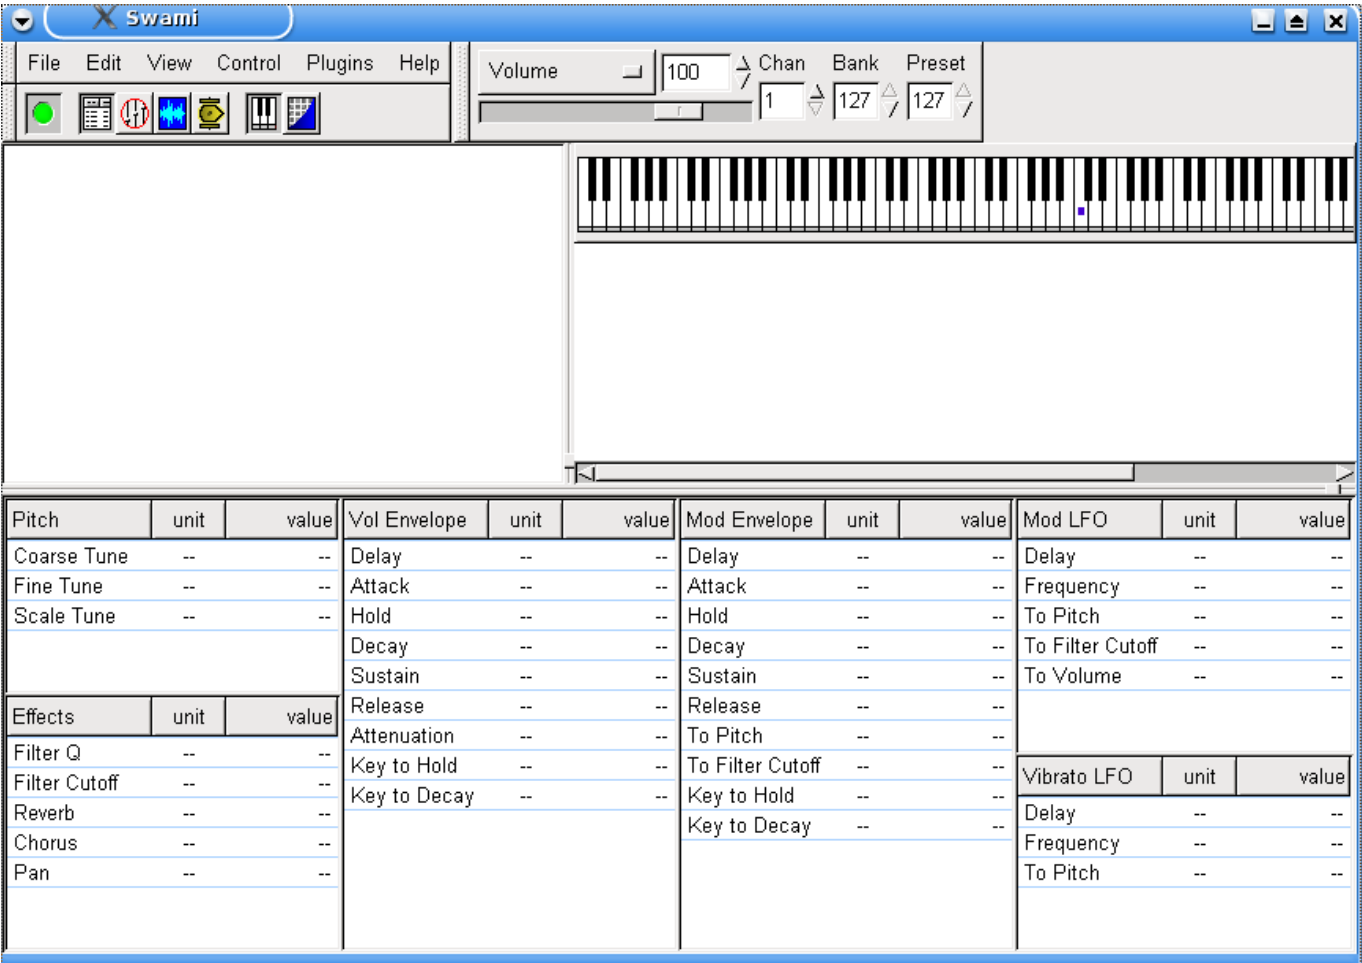 Swami
File Edit View Control Plugins Help
Volume 100 Chan Bank Preset
1 127 127
Pitch unit value
Coarse Tune -- --
Fine Tune -- --
Scale Tune -- --
Effects unit value
Filter Q -- --
Filter Cutoff -- --
Reverb -- --
Chorus -- --
Pan -- --
Vol Envelope unit value
Delay -- --
Attack -- --
Hold -- --
Decay -- --
Sustain -- --
Release -- --
Attenuation -- --
Key to Hold -- --
Key to Decay -- --
Mod Envelope unit value
Delay -- --
Attack -- --
Hold -- --
Decay -- --
Sustain -- --
Release -- --
To Pitch -- --
To Filter Cutoff -- --
Key to Hold -- --
Key to Decay -- --
Mod LFO unit value
Delay -- --
Frequency -- --
To Pitch -- --
To Filter Cutoff -- --
To Volume -- --
Vibrato LFO unit value
Delay -- --
Frequency -- --
To Pitch -- --